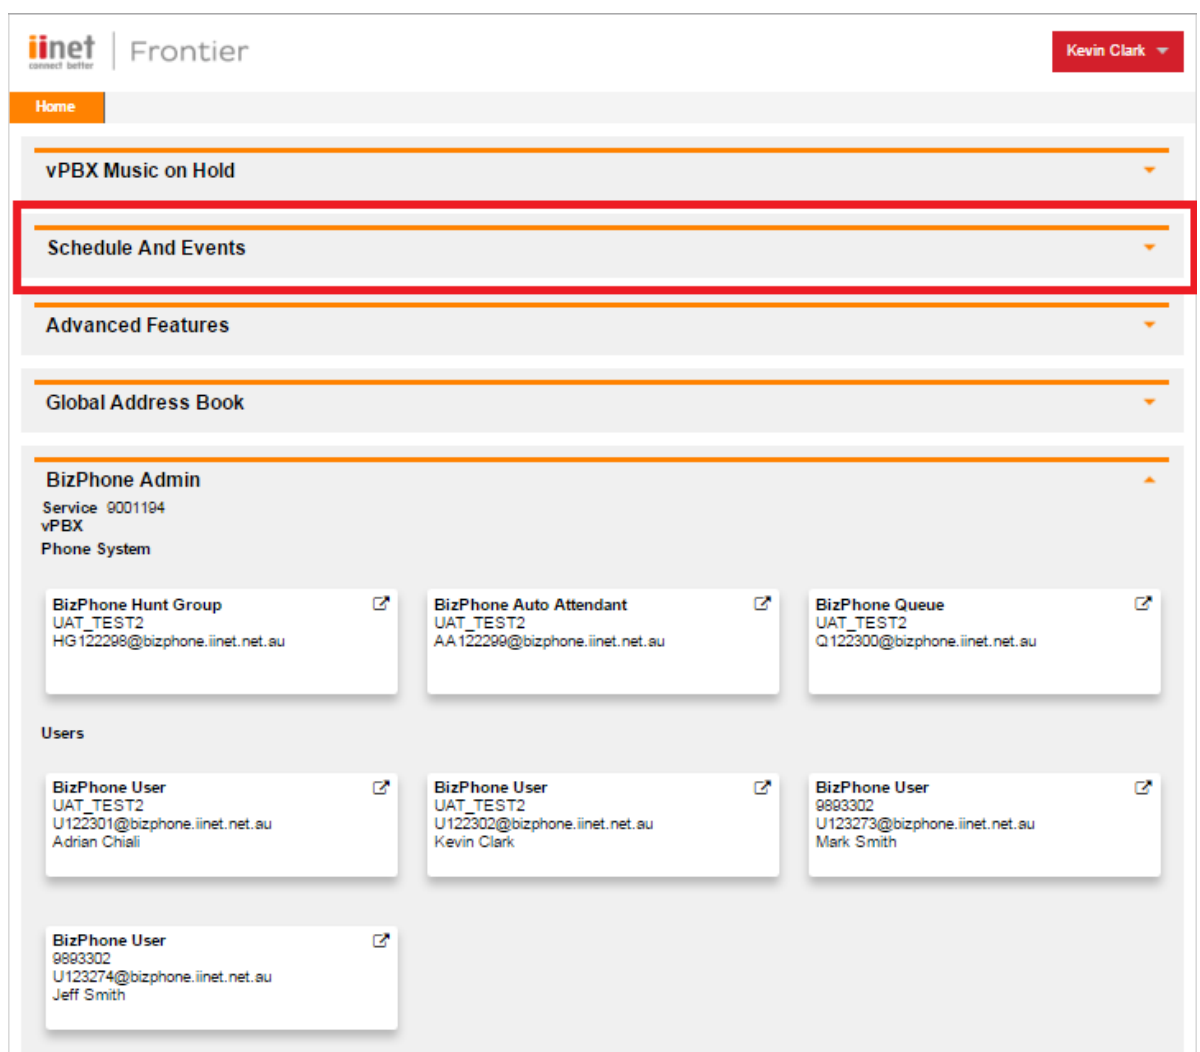 iinet
connect better
Frontier
Kevin Clark
Home
vPBX Music on Hold
Schedule And Events
Advanced Features
Global Address Book
BizPhone Admin
Service 9001194
vPBX
Phone System
BizPhone Hunt Group
UAT_TEST2
HG122298@bizphone.iinet.net.au
BizPhone Auto Attendant
UAT_TEST2
AA122299@bizphone.iinet.net.au
BizPhone Queue
UAT_TEST2
Q122300@bizphone.iinet.net.au
Users
BizPhone User
UAT_TEST2
U122301@bizphone.iinet.net.au
Adrian Chiali
BizPhone User
UAT_TEST2
U122302@bizphone.iinet.net.au
Kevin Clark
BizPhone User
9893302
U123273@bizphone.iinet.net.au
Mark Smith
BizPhone User
9893302
U123274@bizphone.iinet.net.au
Jeff Smith